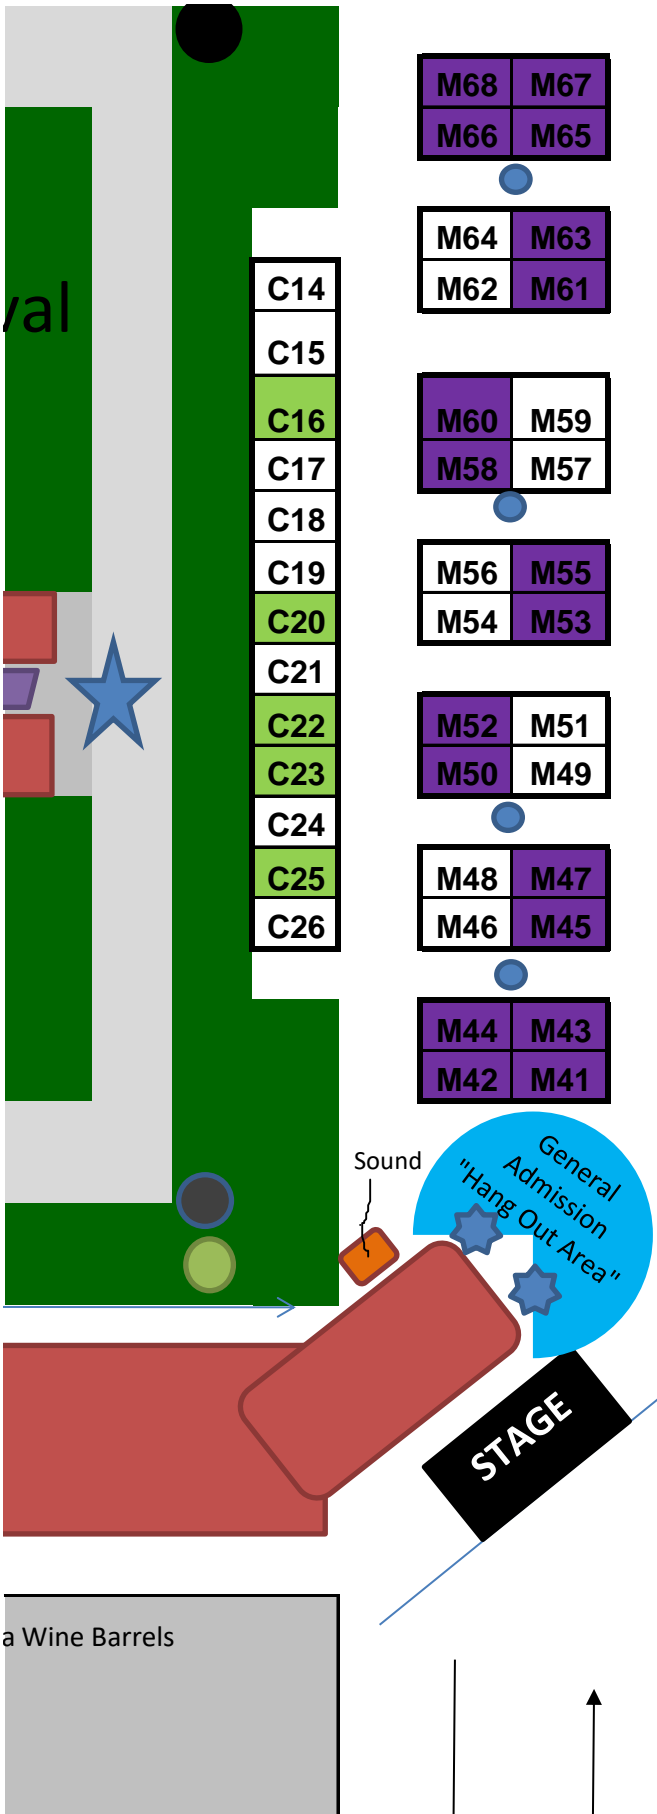 M68 M67
M66 M65
M64 M63
M62 M61
val
C14
C15
C16
C17
C18
C19
C20
C21
C22
C23
C24
C25
C26
M60 M59
M58 M57
M56 M55
M54 M53
M52 M51
M50 M49
M48 M47
M46 M45
M44 M43
M42 M41
Sound
General
Admission
"Hang Out Area"
STAGE
a Wine Barrels